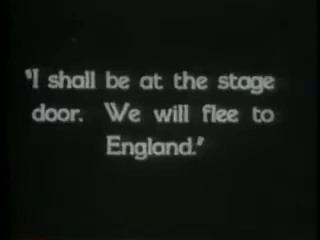 "I shall be at the stage
door. We will flee to
England."